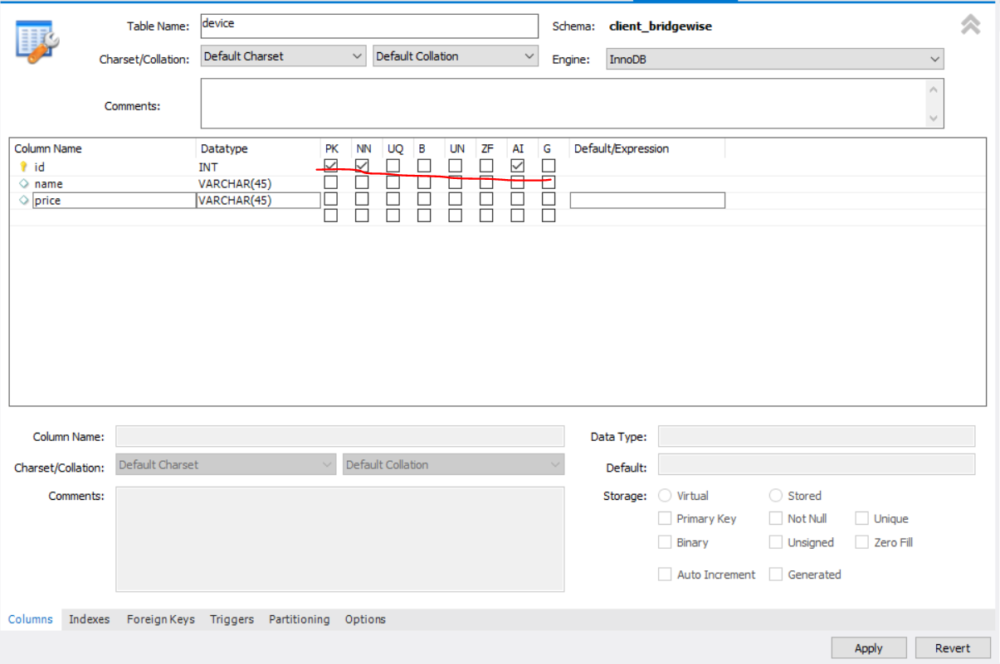 Table Name: device Schema: client_bridgewise
Charset/Collation: Default Charset Default Collation Engine: InnoDB
Comments:
Column Name Datatype PK NN UQ B UN ZF AI G Default/Expression
id INT
name VARCHAR(45)
price VARCHAR(45)
Column Name: Data Type:
Charset/Collation: Default Charset Default Collation Default:
Comments: Storage: Virtual Stored
Primary Key Not Null Unique
Binary Unsigned Zero Fill
Auto Increment Generated
Columns Indexes Foreign Keys Triggers Partitioning Options
Apply Revert